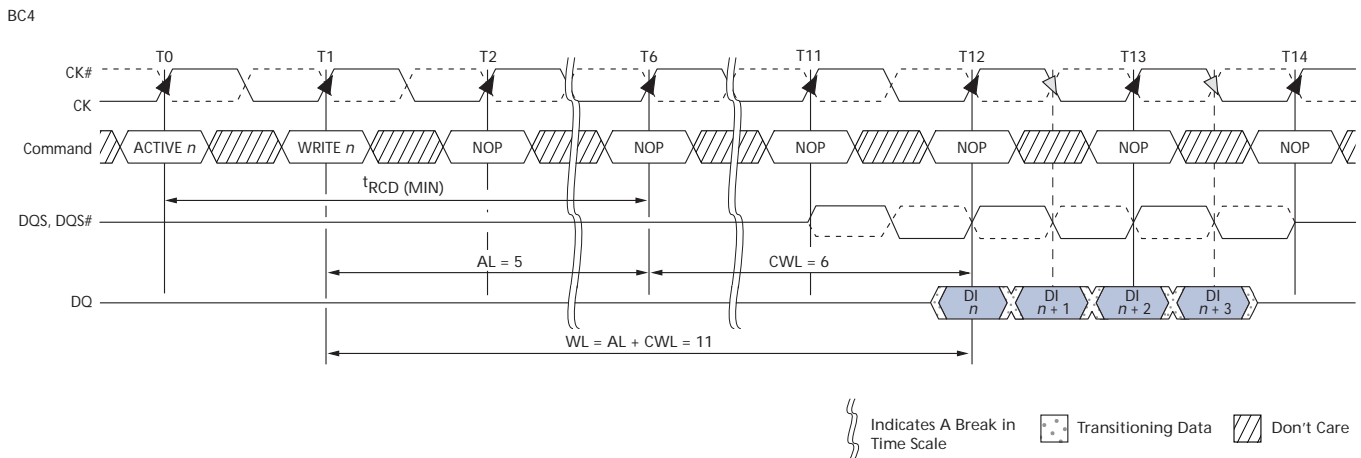 BC4
T0 T1 T2 T6 T11 T12 T13 T14
CK#
CK
Command ACTIVE n WRITE n NOP NOP NOP NOP NOP NOP
tRCD (MIN)
DQS, DQS#
AL = 5 CWL = 6
DQ DI n DI n + 1 DI n + 2 DI n + 3
WL = AL + CWL = 11
Indicates A Break in
Time Scale
Transitioning Data
Don't Care